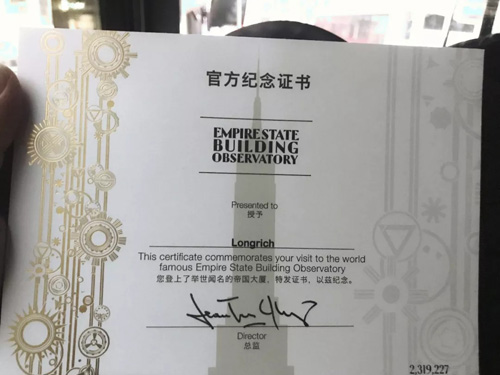 官方纪念证书
EMPIRE STATE
BUILDING
OBSERVATORY
Presented to
授予
Longrich
This certificate commemorates your visit to the world
famous Empire State Building Observatory
您登上了举世闻名的帝国大厦，特发证书，以兹纪念。
Director
总监
2,319,227